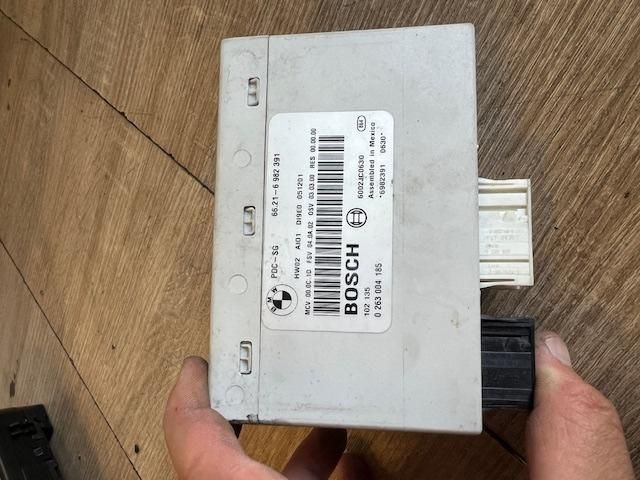 BMW
PDC-SG 66.21-6 982 391
HW02 AI01 DI9E0 051201
MCV 00.0C.1D FSV 04.0A.02 OSV 03.03.00 RES 00.00.00
BOSCH
6002JC0630
Assembled in Mexico
102 135
0 263 004 185
*6982391 0630*